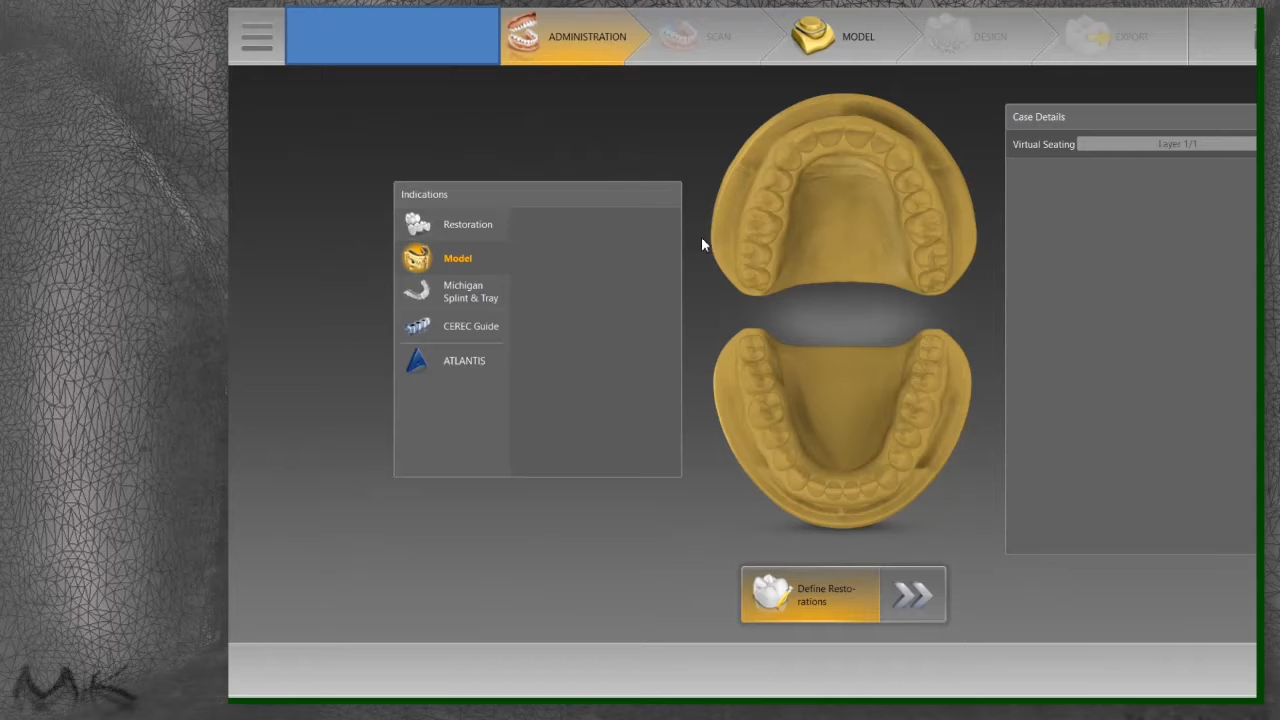 ADMINISTRATION
SCAN
MODEL
DESIGN
EXPORT
Case Details
Virtual Seating Layer 1/1
Indications
Restoration
Model
Michigan
Splint & Tray
CEREC Guide
ATLANTIS
Define Resto-
rations
MK